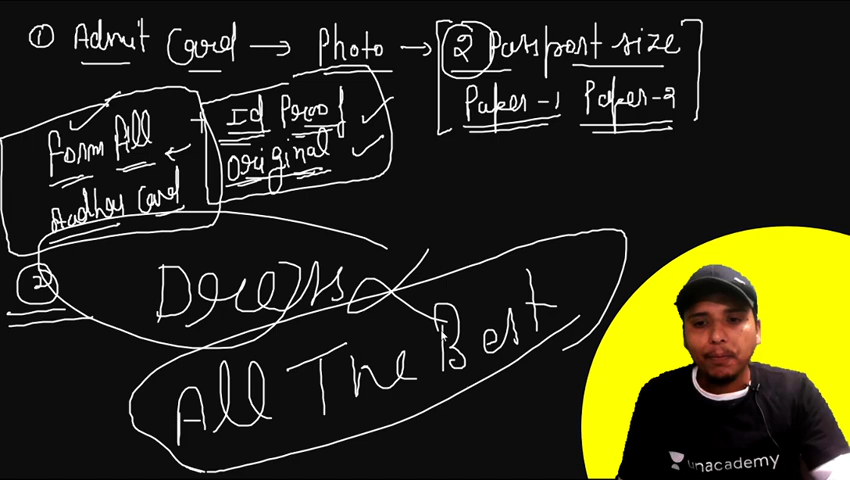 ① Admit Card → Photo → [② Passport size
Paper-1 Paper-2]
+ Id Proof ✓
Original ✓
✓
Form fill ←
Aadhar Card
② Dress
All The Best
unacademy